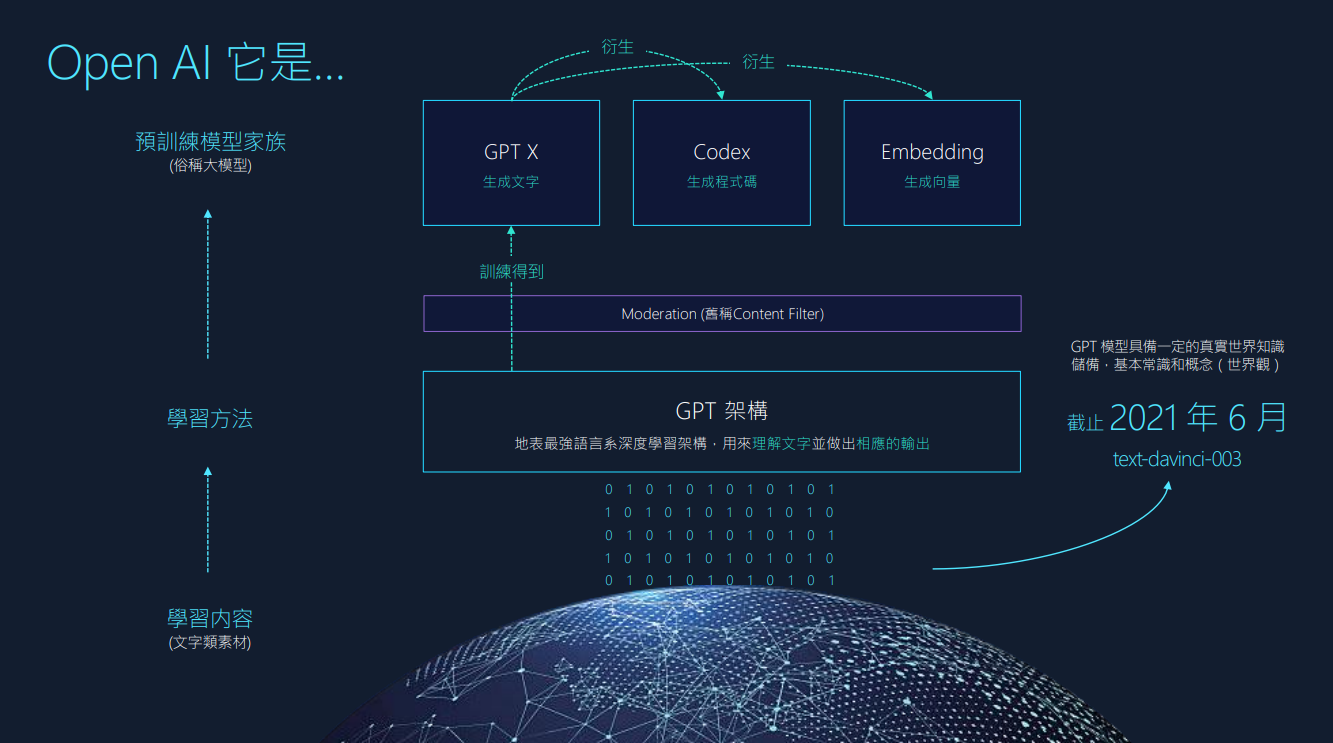 Open AI 它是...
預訓練模型家族
(俗稱大模型)
學習方法
學習內容
(文字類素材)
衍生
衍生
GPT X
生成文字
Codex
生成程式碼
Embedding
生成向量
訓練得到
Moderation (舊稱Content Filter)
GPT 架構
地表最強語言系深度學習架構，用來理解文字並做出相應的輸出
0 1 0 1 0 1 0 1 0 1 0 1
1 0 1 0 1 0 1 0 1 0 1 0
0 1 0 1 0 1 0 1 0 1 0 1
1 0 1 0 1 0 1 0 1 0 1 0
0 1 0 1 0 1 0 1 0 1 0 1
GPT 模型具備一定的真實世界知識
儲備，基本常識和概念 ( 世界觀 )
截止 2021 年 6 月
text-davinci-003